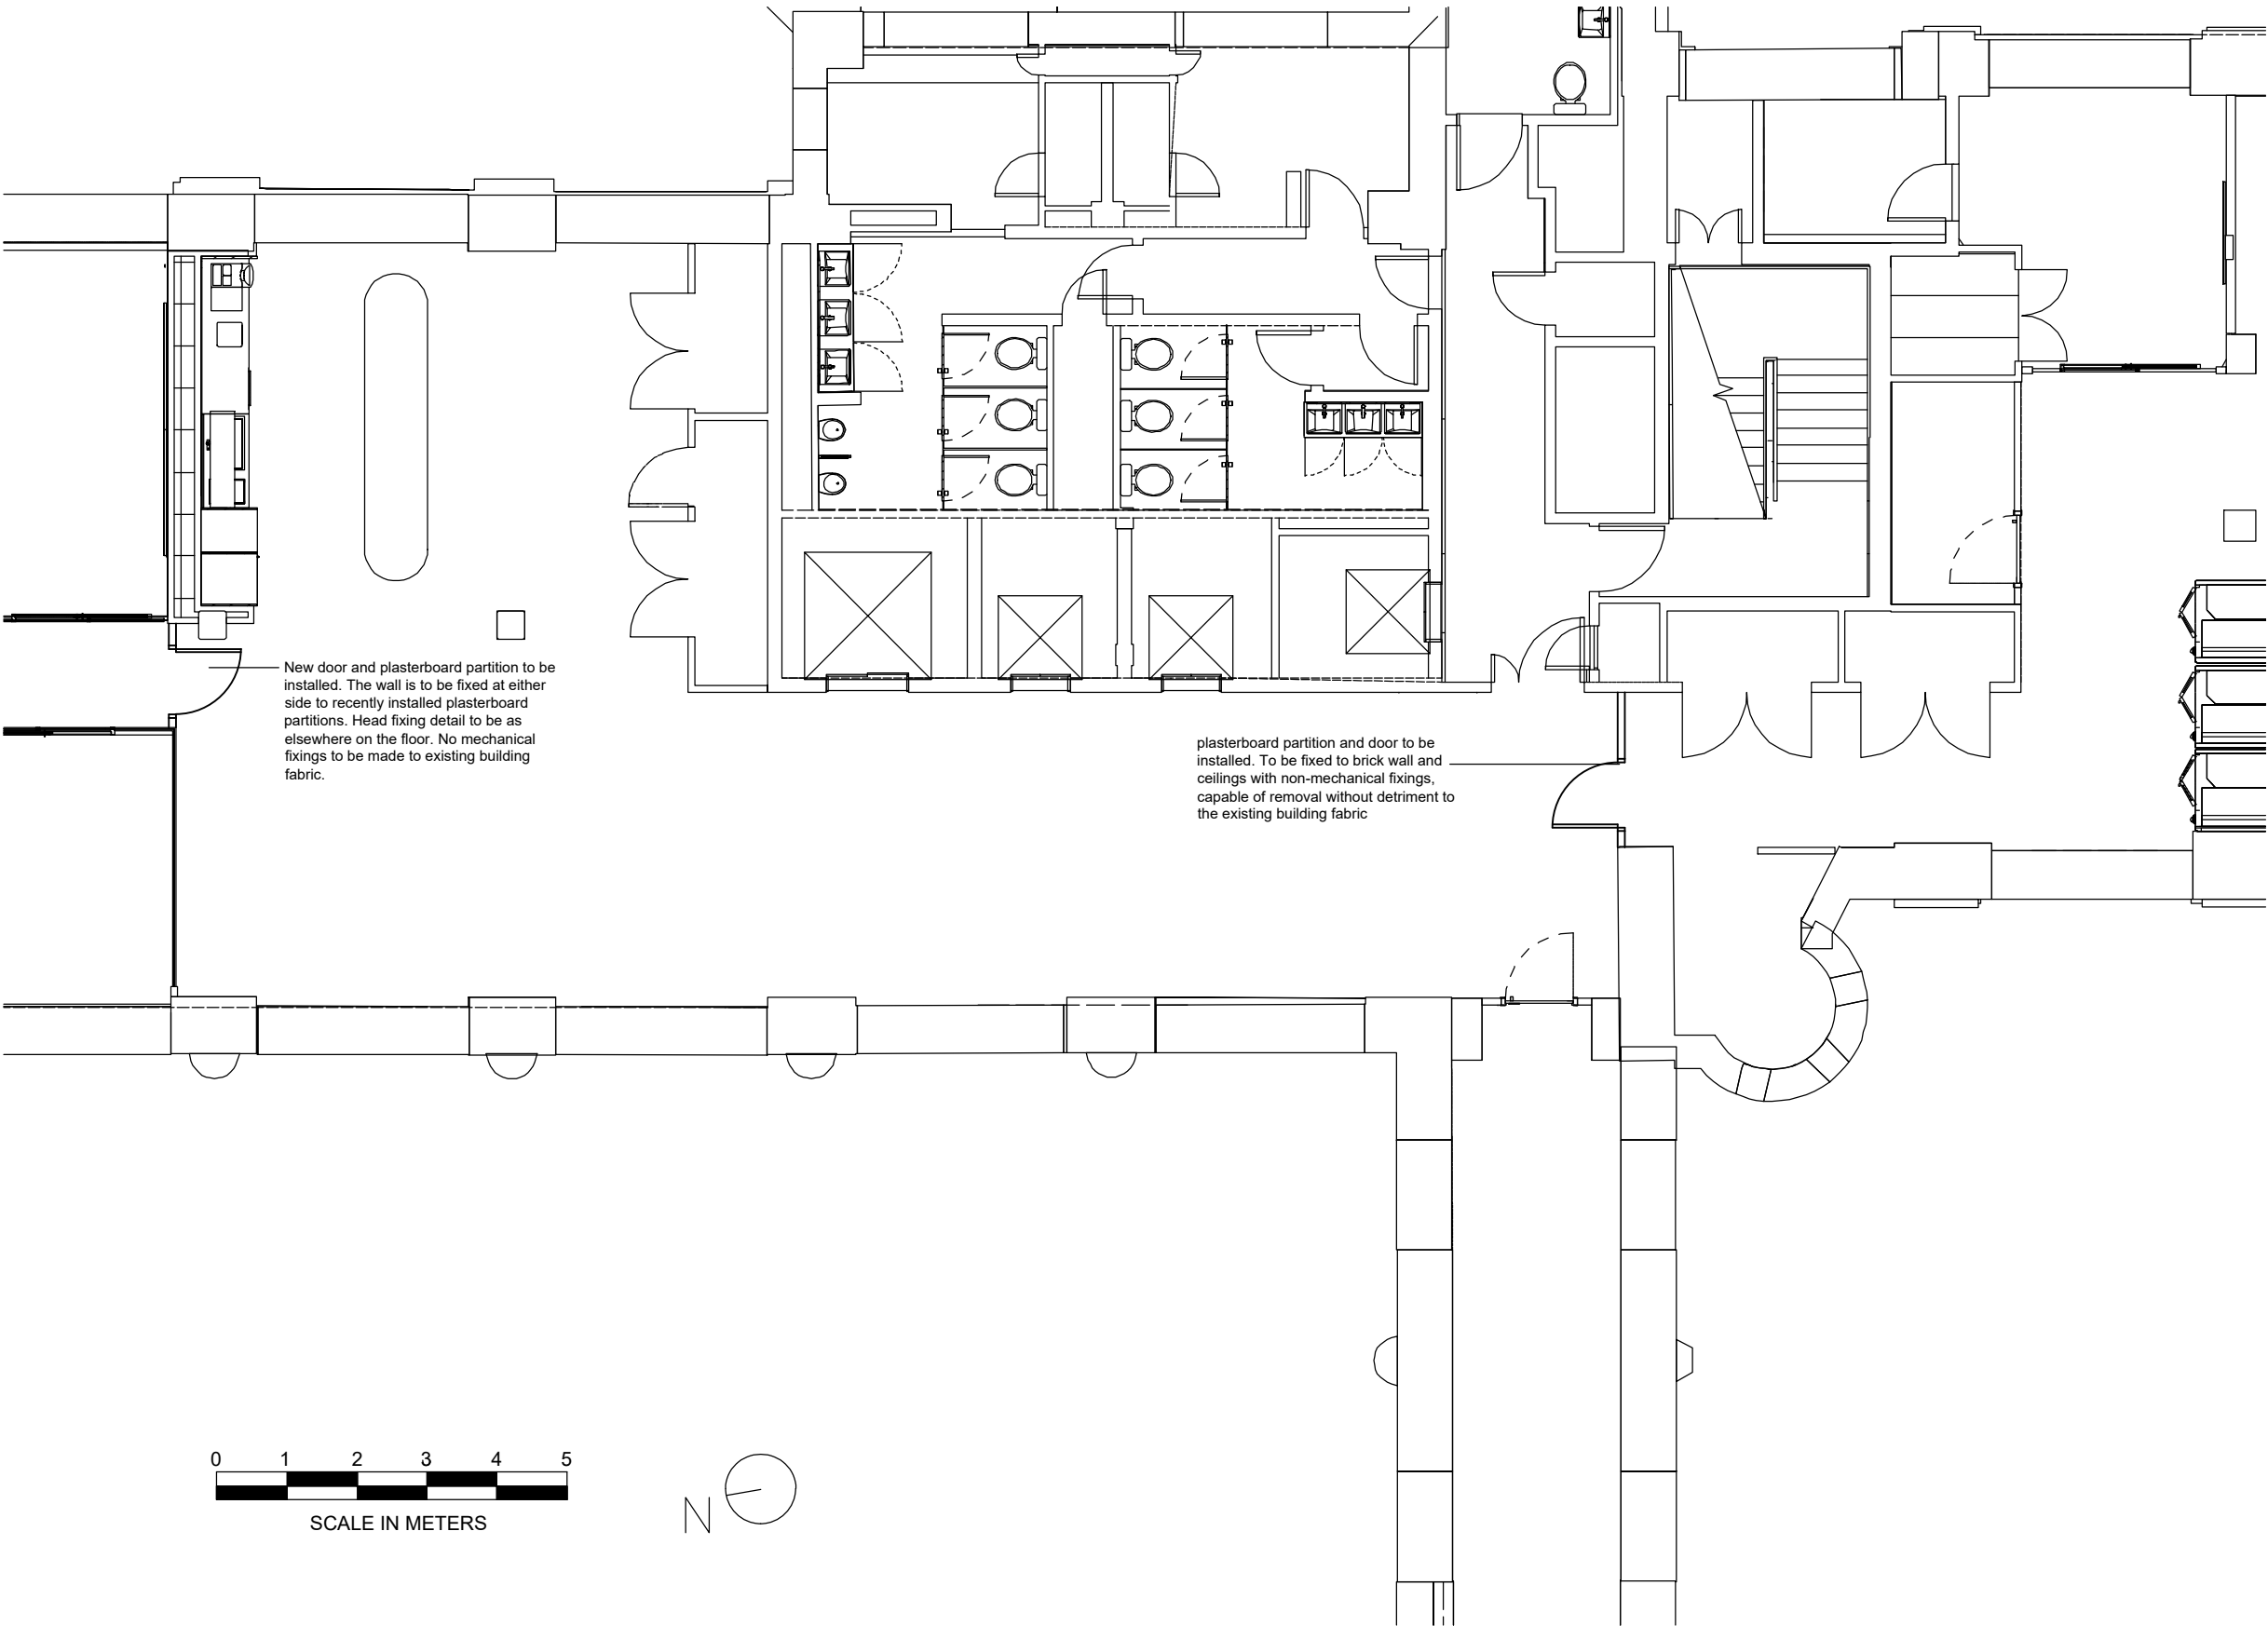 New door and plasterboard partition to be
installed. The wall is to be fixed at either
side to recently installed plasterboard
partitions. Head fixing detail to be as
elsewhere on the floor. No mechanical
fixings to be made to existing building
fabric.
plasterboard partition and door to be
installed. To be fixed to brick wall and
ceilings with non-mechanical fixings,
capable of removal without detriment to
the existing building fabric
0 1 2 3 4 5
SCALE IN METERS
N